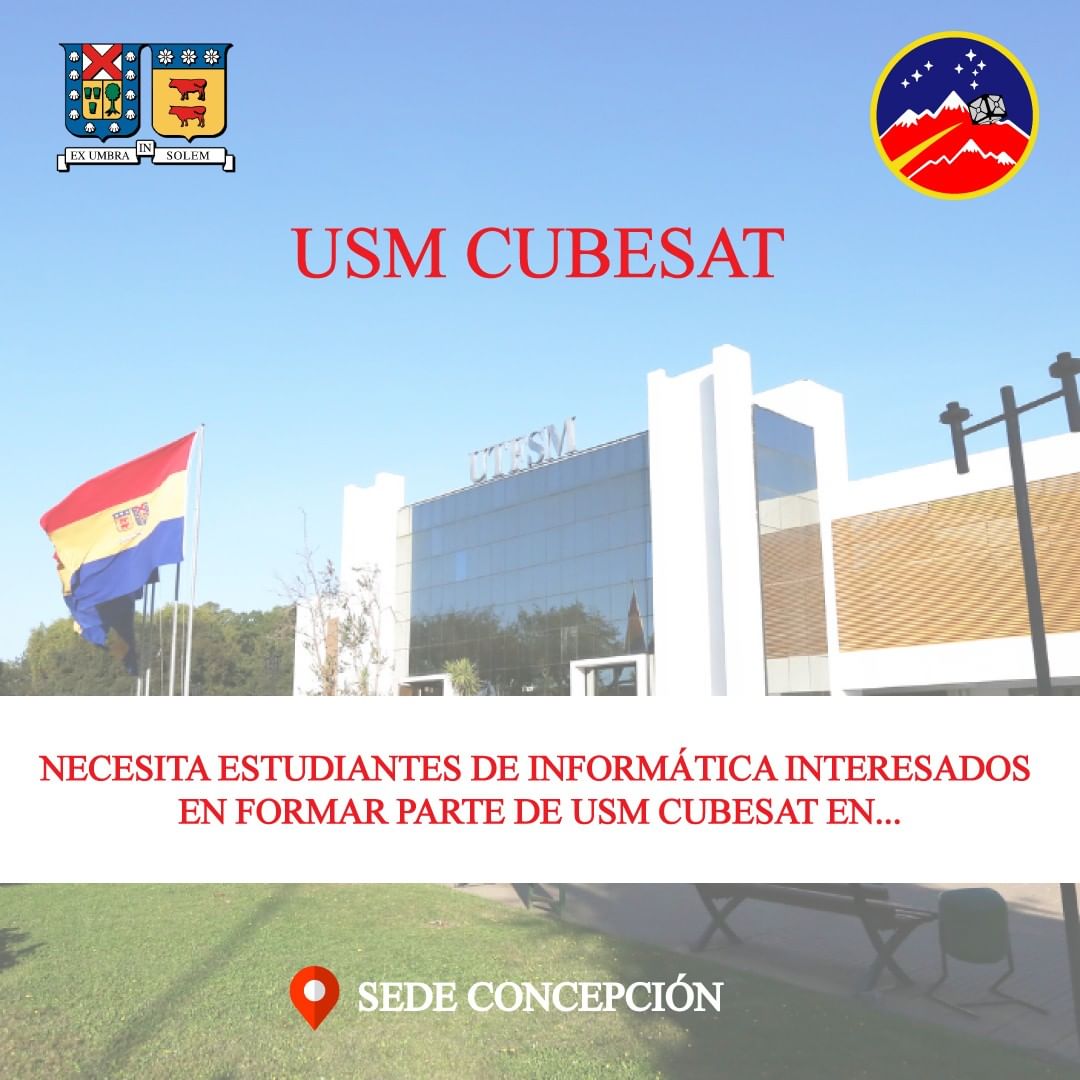 EX UMBRA IN SOLEM
USM CUBESAT
UTFSM
NECESITA ESTUDIANTES DE INFORMÁTICA INTERESADOS
EN FORMAR PARTE DE USM CUBESAT EN...
SEDE CONCEPCIÓN